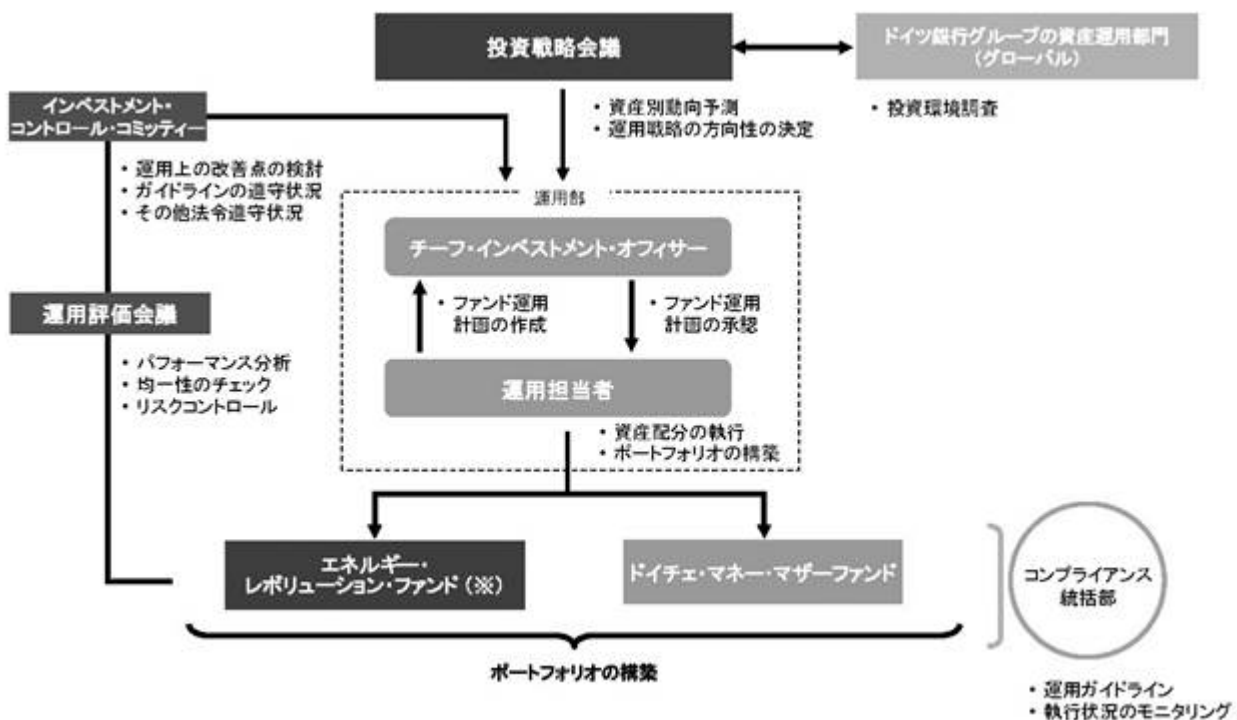 投資戦略会議
ドイツ銀行グループの資産運用部門
(グローバル)
・投資環境調査
・資産別動向予測
・運用戦略の方向性の決定
インベストメント・
コントロール・コミッティー
・運用上の改善点の検討
・ガイドラインの遵守状況
・その他法令遵守状況
運用部
チーフ・インベストメント・オフィサー
・ファンド運用
計画の作成
・ファンド運用
計画の承認
運用評価会議
・パフォーマンス分析
・均一性のチェック
・リスクコントロール
運用担当者
・資産配分の執行
・ポートフォリオの構築
エネルギー・
レボリューション・ファンド(※)
ドイチェ・マネー・マザーファンド
コンプライアンス
統括部
ポートフォリオの構築
・運用ガイドライン
・執行状況のモニタリング